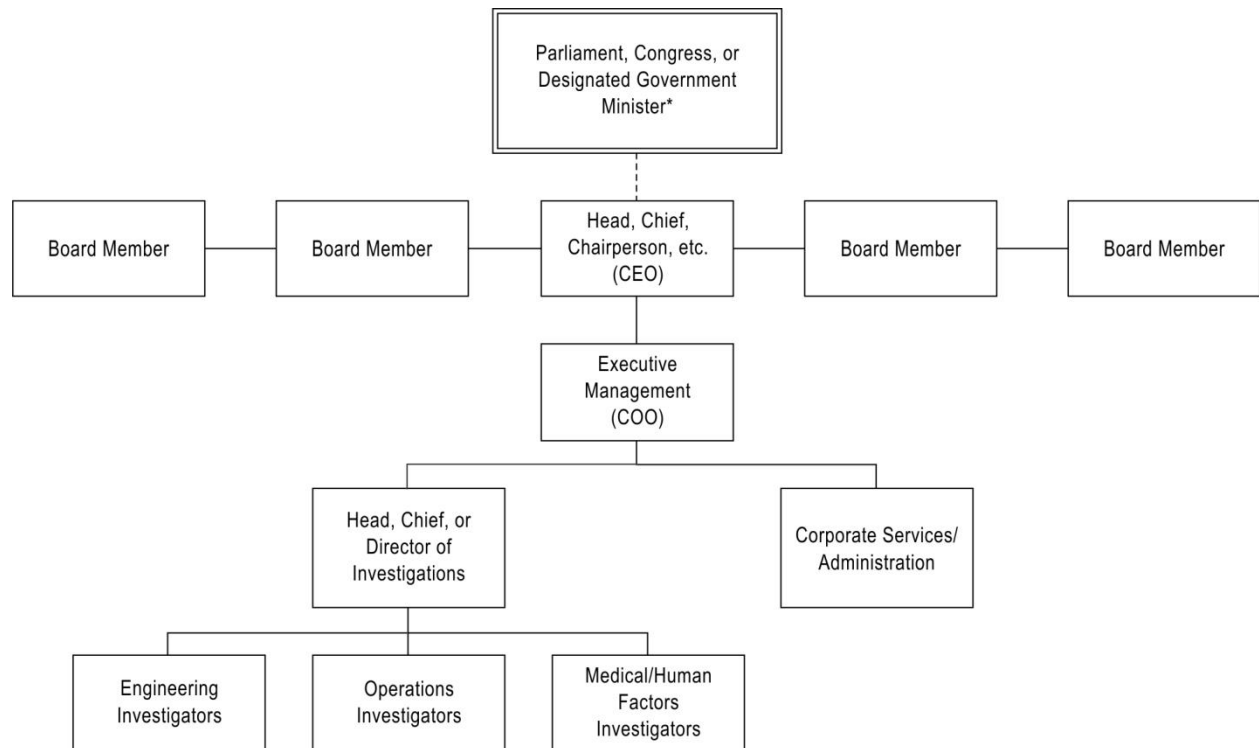 Parliament, Congress, or
Designated Government
Minister*
Board Member
Board Member
Head, Chief,
Chairperson, etc.
(CEO)
Board Member
Board Member
Executive
Management
(COO)
Head, Chief, or
Director of
Investigations
Corporate Services/
Administration
Engineering
Investigators
Operations
Investigators
Medical/Human
Factors
Investigators